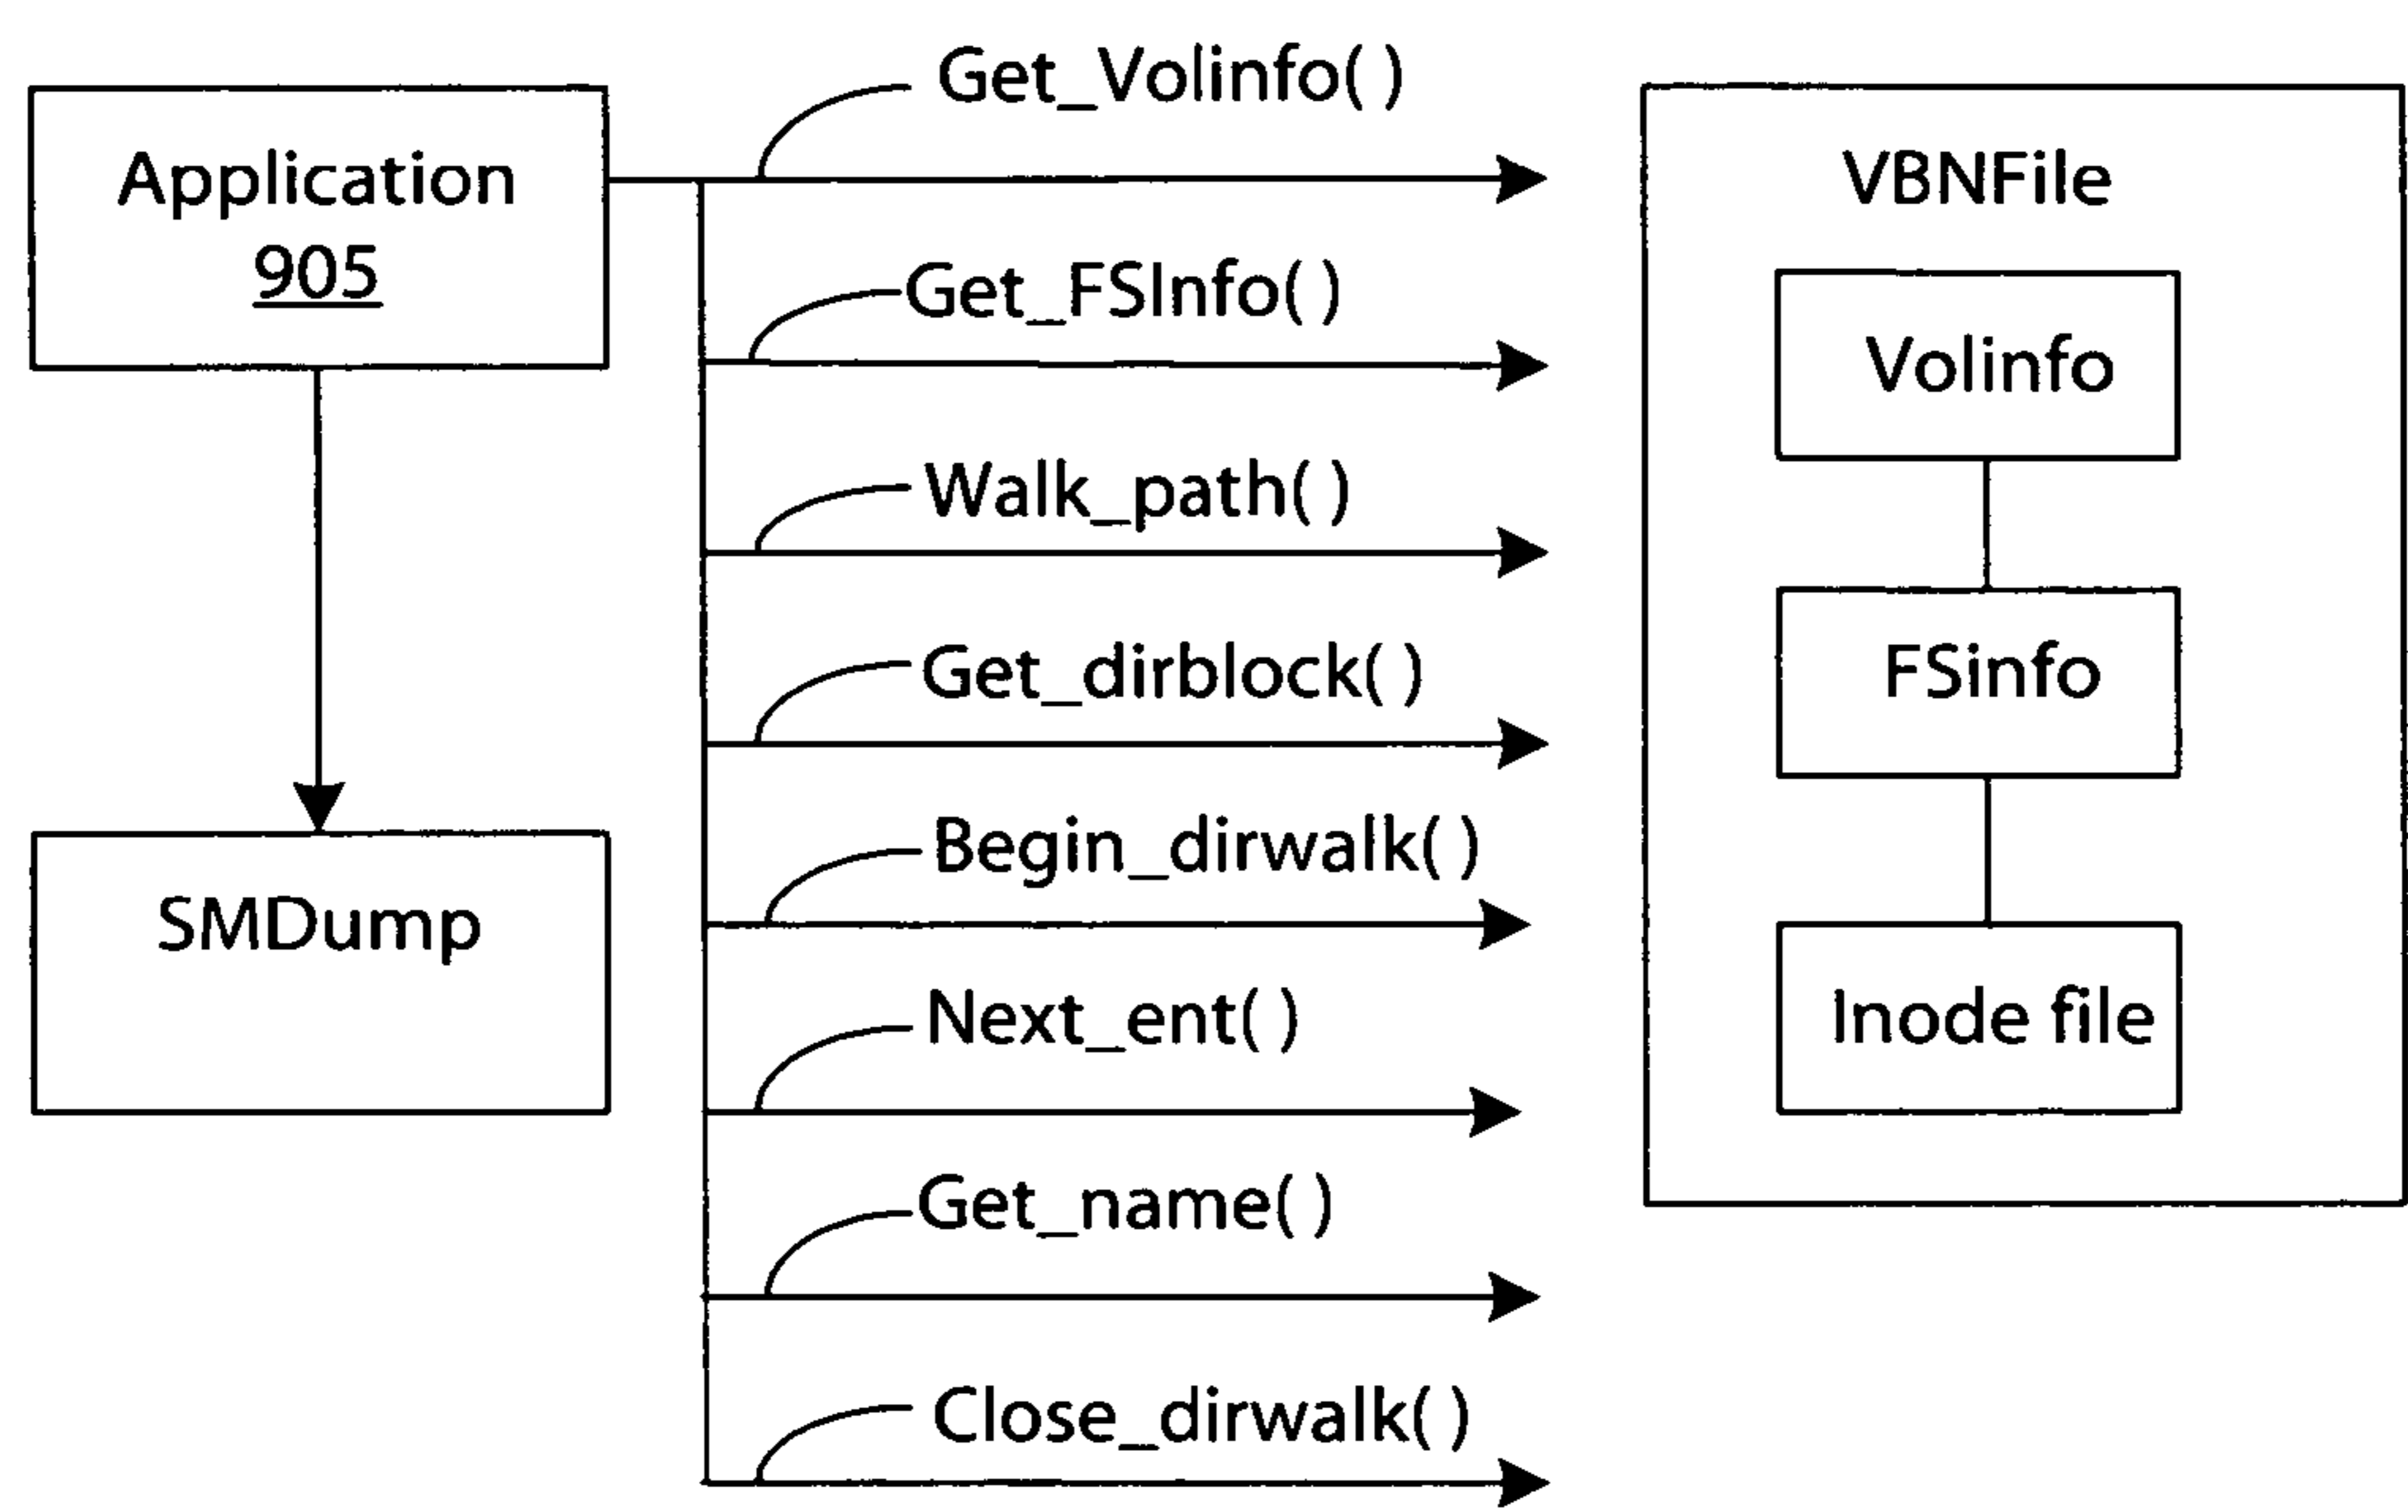 Application
905
SMDump
Get_Volinfo( )
Get_FSInfo( )
Walk_path( )
Get_dirblock( )
Begin_dirwalk( )
Next_ent( )
Get_name( )
Close_dirwalk( )
VBNFile
Volinfo
FSinfo
Inode file